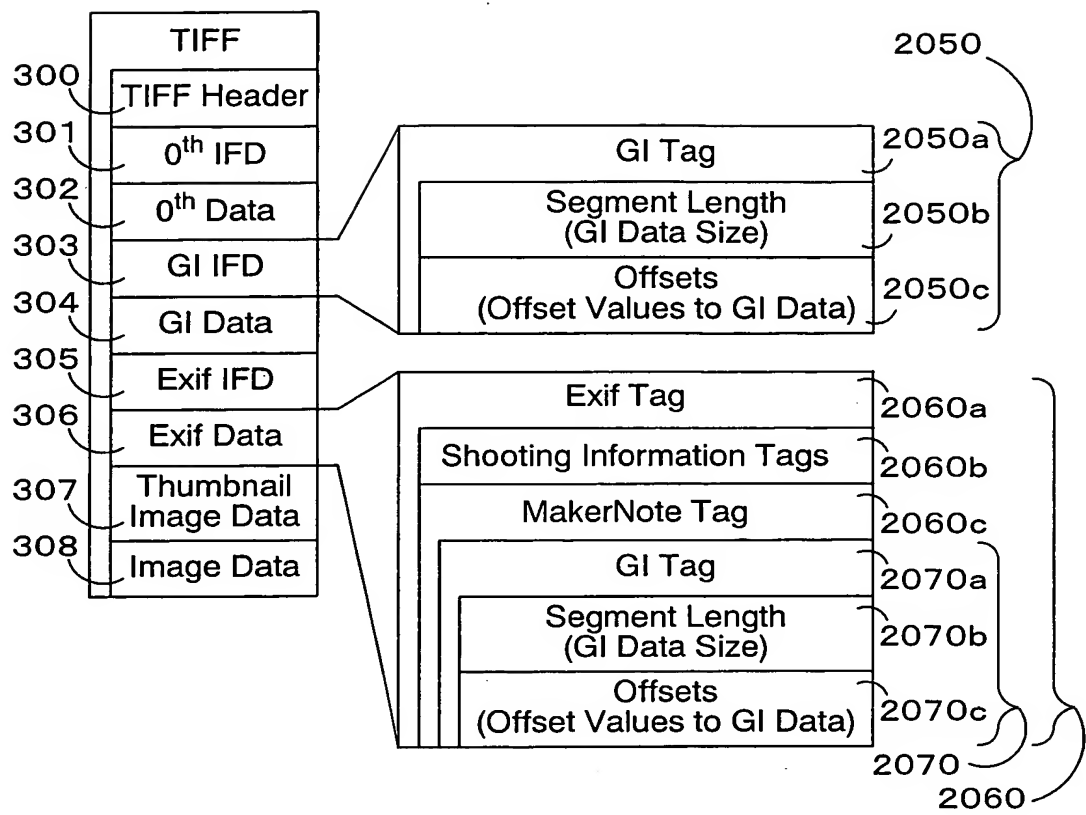 TIFF
300
TIFF Header
301
0th IFD
302
0th Data
303
GI IFD
304
GI Data
305
Exif IFD
306
Exif Data
307
Thumbnail
Image Data
308
Image Data
2050
GI Tag
2050a
Segment Length
(GI Data Size)
2050b
Offsets
(Offset Values to GI Data)
2050c
Exif Tag
2060a
Shooting Information Tags
2060b
MakerNote Tag
2060c
GI Tag
2070a
Segment Length
(GI Data Size)
2070b
Offsets
(Offset Values to GI Data)
2070c
2070
2060